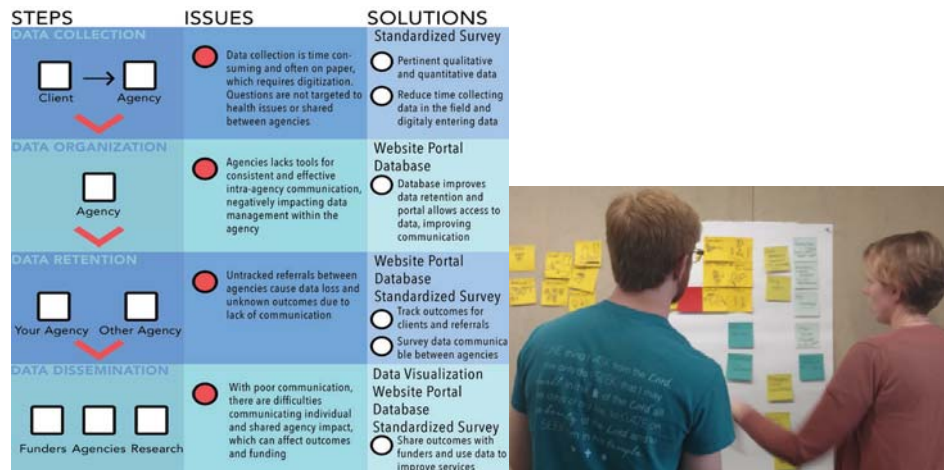 STEPS
ISSUES
SOLUTIONS
DATA COLLECTION
Client
Agency
Data collection is time con-
suming and often on paper,
which requires digitization.
Questions are not targeted to
health issues or shared
between agencies
Standardized Survey
Pertinent qualitative
and quantitative data
Reduce time collecting
data in the field and
digitaly entering data
DATA ORGANIZATION
Agency
Agencies lacks tools for
consistent and effective
intra-agency communication,
negatively impacting data
management within the
agency
Website Portal
Database
Database improves
data retention and
portal allows access to
data, improving
communication
DATA RETENTION
Your Agency
Other Agency
Untracked referrals between
agencies cause data loss and
unknown outcomes due to
lack of communication
Website Portal
Database
Standardized Survey
Track outcomes for
clients and referrals
Survey data communica
ble between agencies
DATA DISSEMINATION
Funders
Agencies
Research
With poor communication,
there are difficulties
communicating individual
and shared agency impact,
which can affect outcomes
and funding
Data Visualization
Website Portal
Database
Standardized Survey
Share outcomes with
funders and use data to
improve services